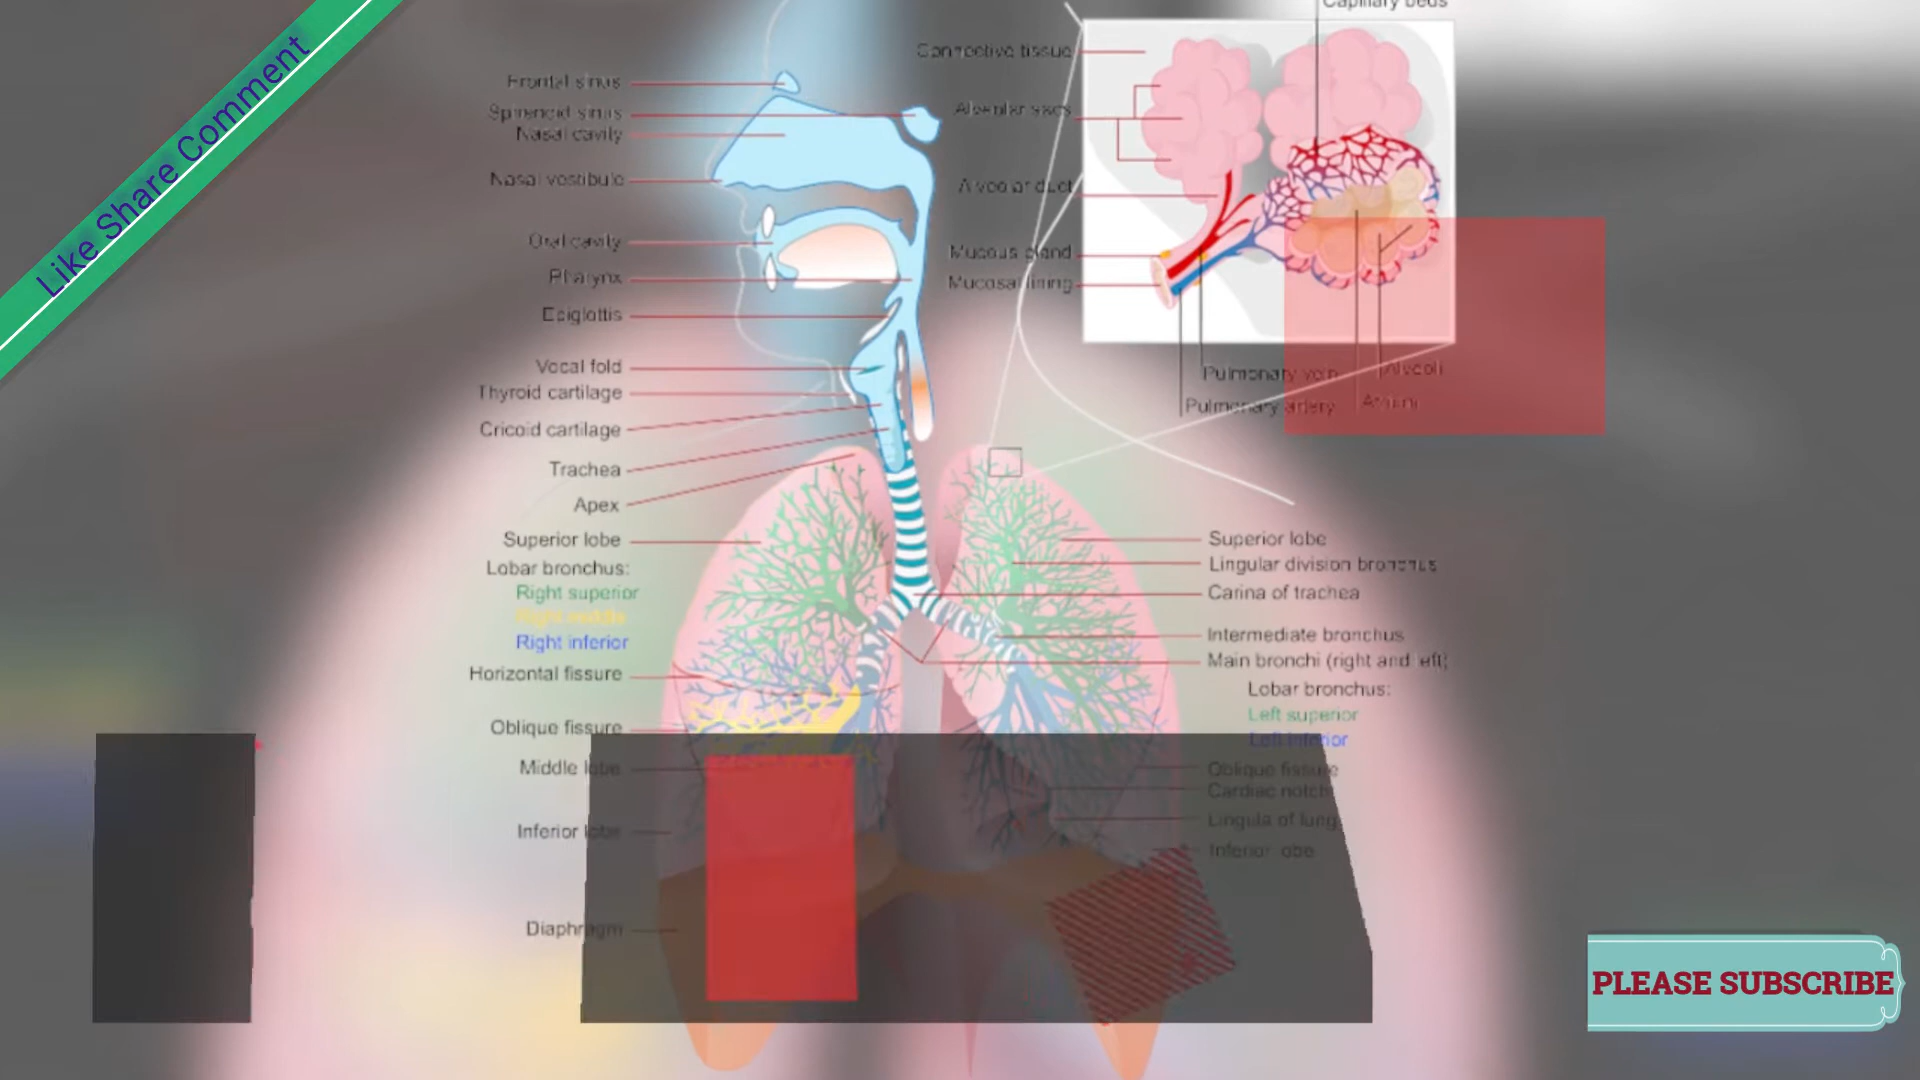 Like Share Comment
Capillary beds
Connective tissue
Frontal sinus
Alveolar sacs
Sphenoid sinus
Nasal cavity
Nasal vestibule
Alveolar duct
Oral cavity
Mucous gland
Pharynx
Mucosal lining
Epiglottis
Vocal fold
Pulmonary vein
Alveoli
Thyroid cartilage
Pulmonary artery
Cricoid cartilage
Trachea
Apex
Superior lobe
Lobar bronchus:
Right superior
Right middle
Right inferior
Horizontal fissure
Oblique fissure
Middle lobe
Inferior lobe
Diaphragm
Superior lobe
Lingular division bronchus
Carina of trachea
Intermediate bronchus
Main bronchi (right and left)
Lobar bronchus:
Left superior
Left inferior
Oblique fissure
Cardiac notch
Lingula of lung
Inferior lobe
PLEASE SUBSCRIBE